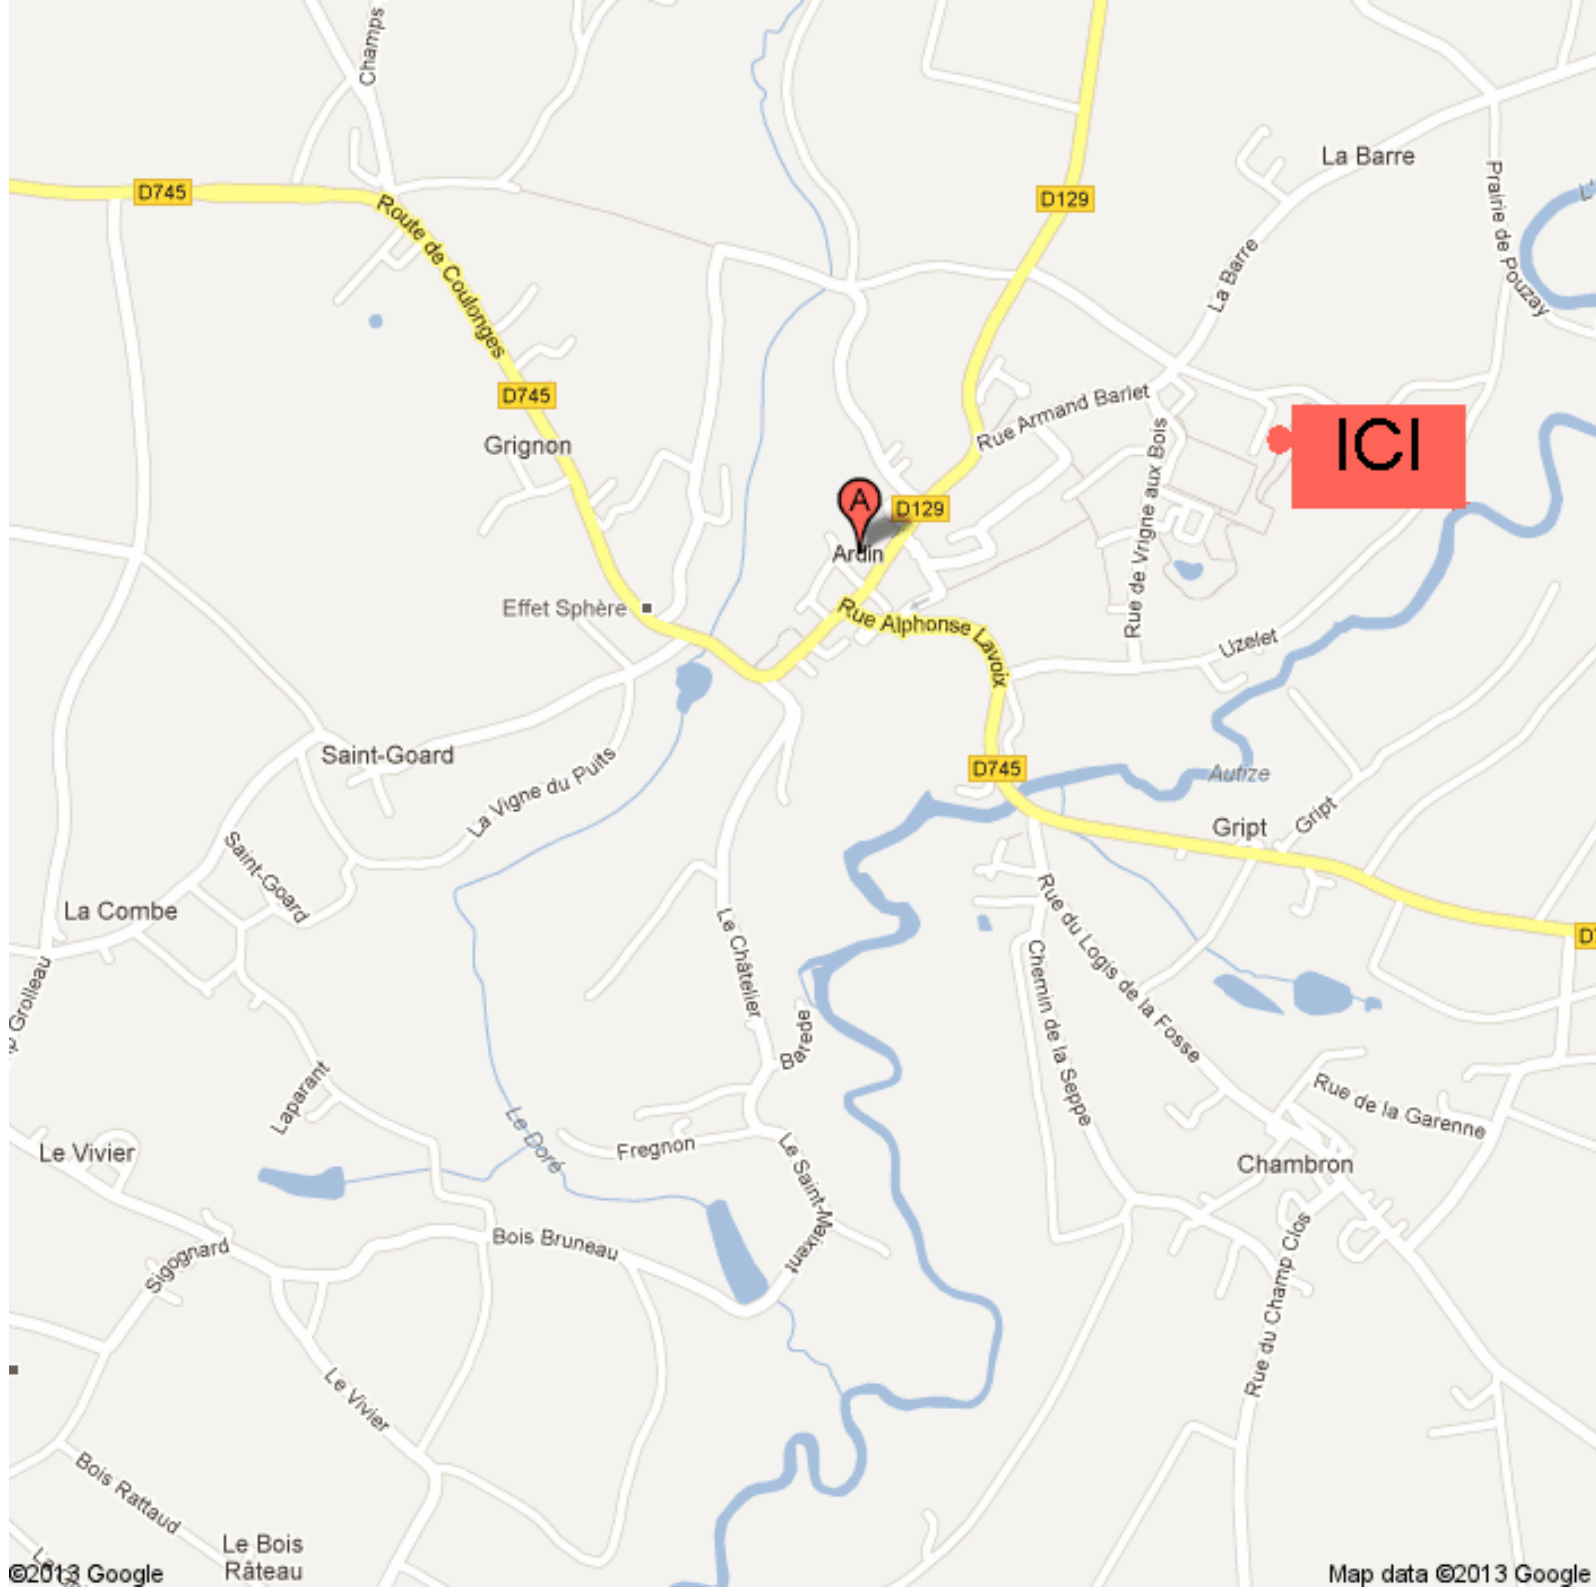 Champs
La Barre
D745
D129
Prairie de Pouzay
L'
Route de Coulonges
La Barre
D745
Grignon
Rue Armand Barlet
ICI
Rue de Vrigne aux Bois
A
D129
Ardin
Effet Sphère
Rue Alphonse Lavoix
Uzelet
Saint-Goard
D745
Autize
La Vigne du Puits
Gript
Gript
Saint-Goard
La Combe
Rue du Logis de la Fosse
Le Châtelier
Chemin de la Seppe
D7
p Grolleau
Barepe
Laparant
Rue de la Garenne
Le Doré
Le Vivier
Fregnon
Le Saint-Maixent
Chambron
Bois Bruneau
Sigognard
Rue du Champ Clos
Le Vivier
Bois Rattaud
Le Bois
Râteau
©2013 Google
Map data ©2013 Google